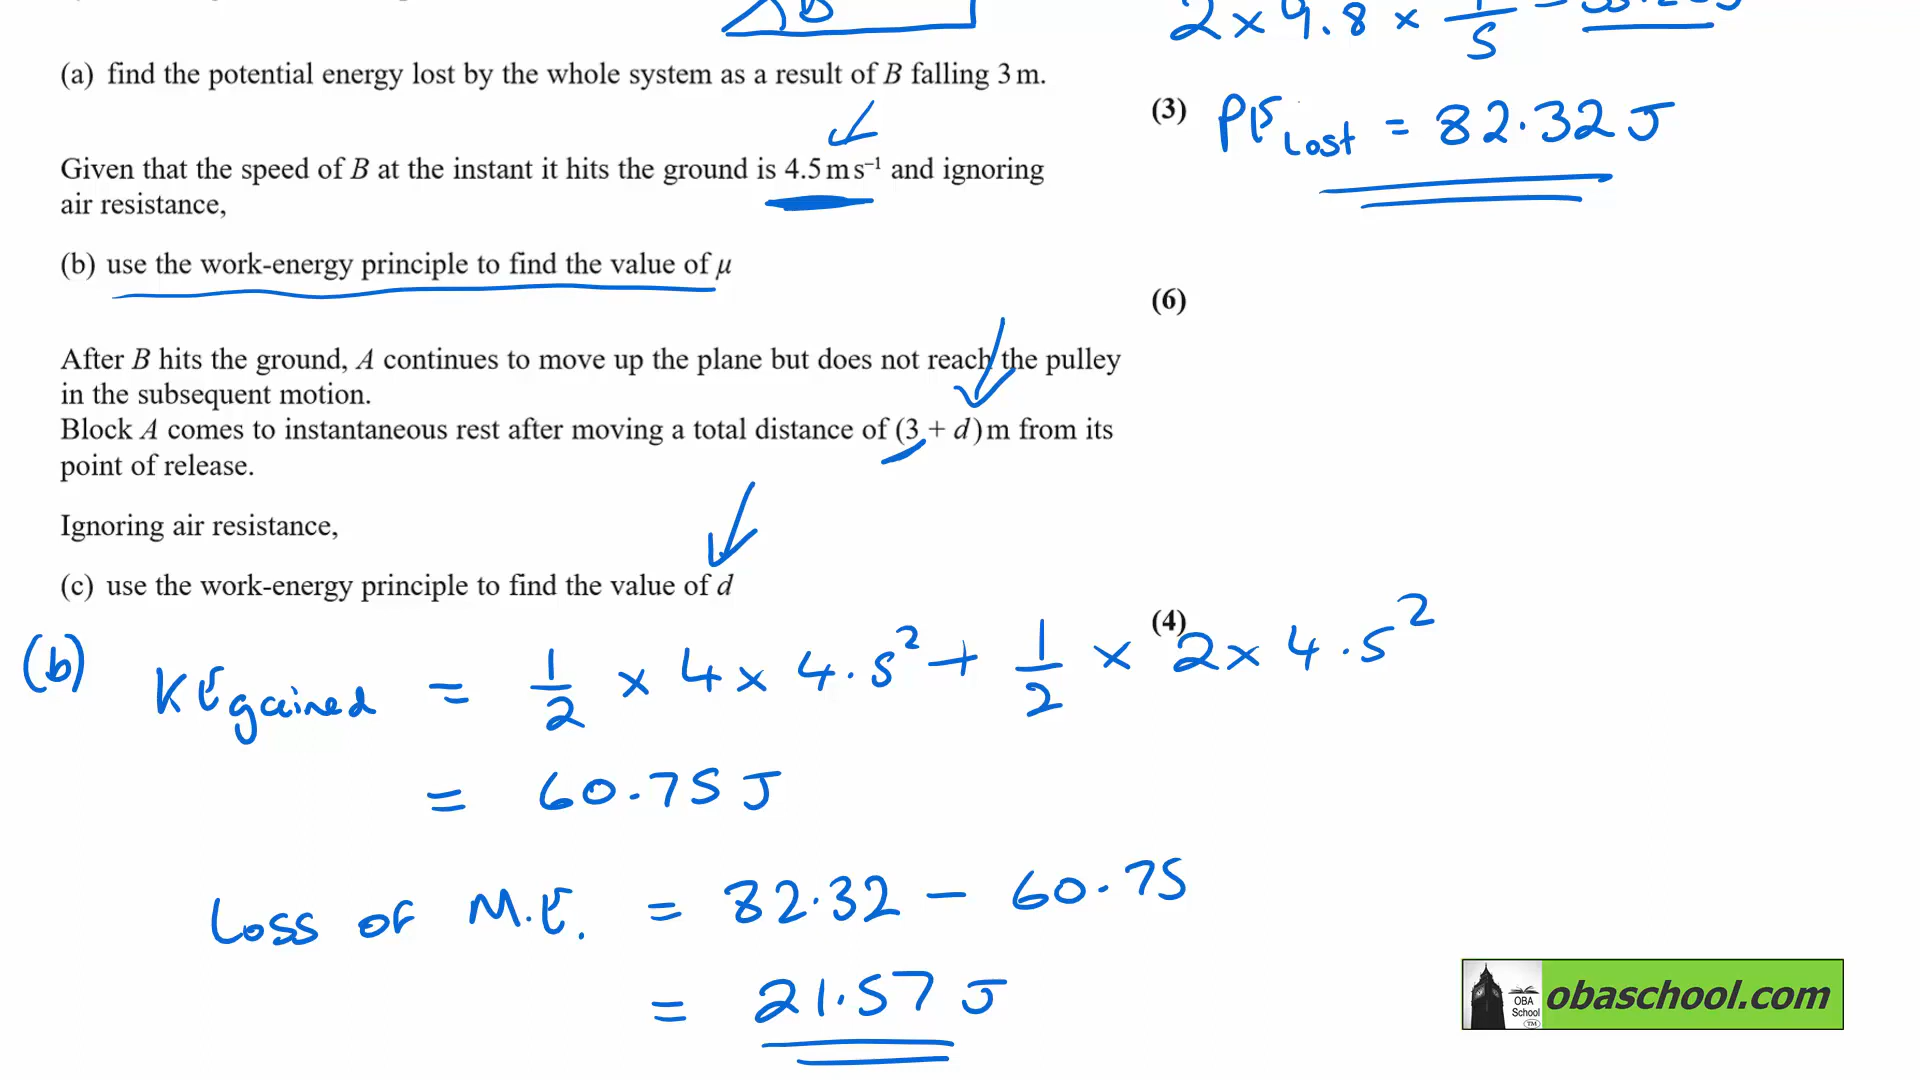 2 × 9.8 ×
5
(a) find the potential energy lost by the whole system as a result of B falling 3 m.
(3) PE Lost = 82.32 J
Given that the speed of B at the instant it hits the ground is 4.5 m s⁻¹ and ignoring
air resistance,
(b) use the work-energy principle to find the value of μ
(6)
After B hits the ground, A continues to move up the plane but does not reach the pulley
in the subsequent motion.
Block A comes to instantaneous rest after moving a total distance of (3 + d) m from its
point of release.
Ignoring air resistance,
(c) use the work-energy principle to find the value of d
(4)
(b) KE gained = 1/2 × 4 × 4.5² + 1/2 × 2 × 4.5²
= 60.75 J
Loss of M.E. = 82.32 − 60.75
= 21.57 J
OBA
School
TM
obaschool.com